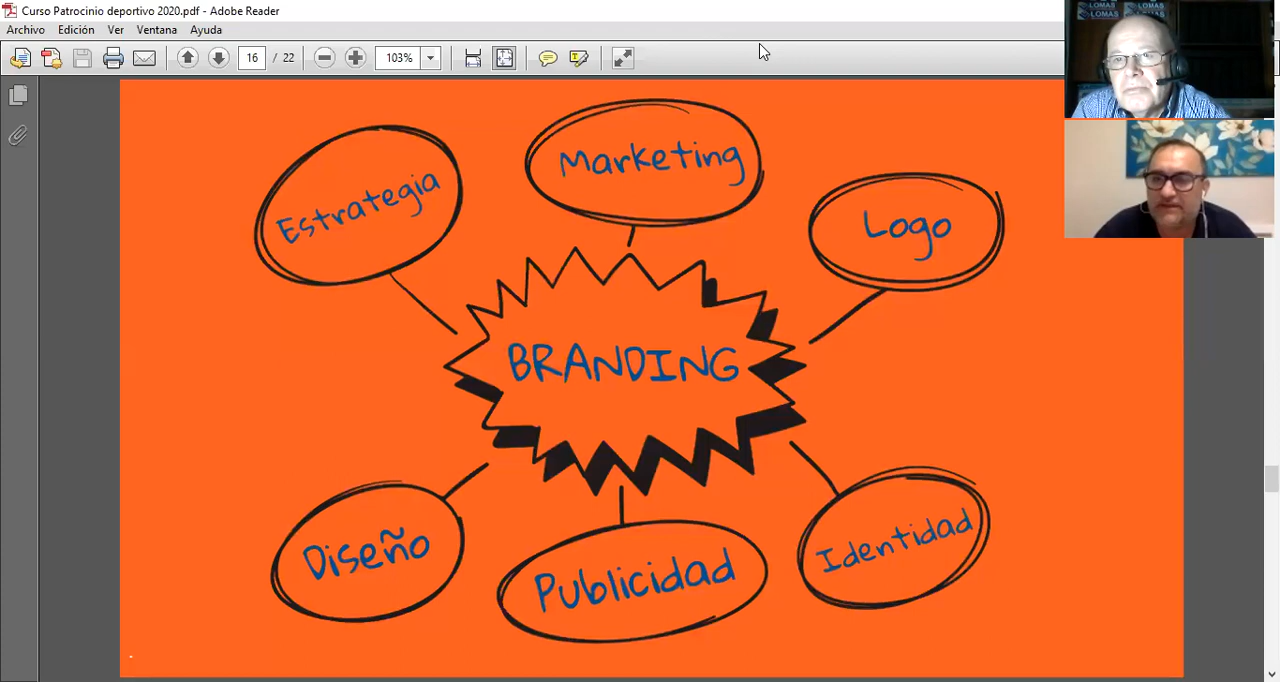 Curso Patrocinio deportivo 2020.pdf - Adobe Reader
Archivo Edición Ver Ventana Ayuda
16 / 22 103%
LOMAS LOMAS
Marketing
Estrategia
Logo
BRANDING
Diseño
Publicidad
Identidad